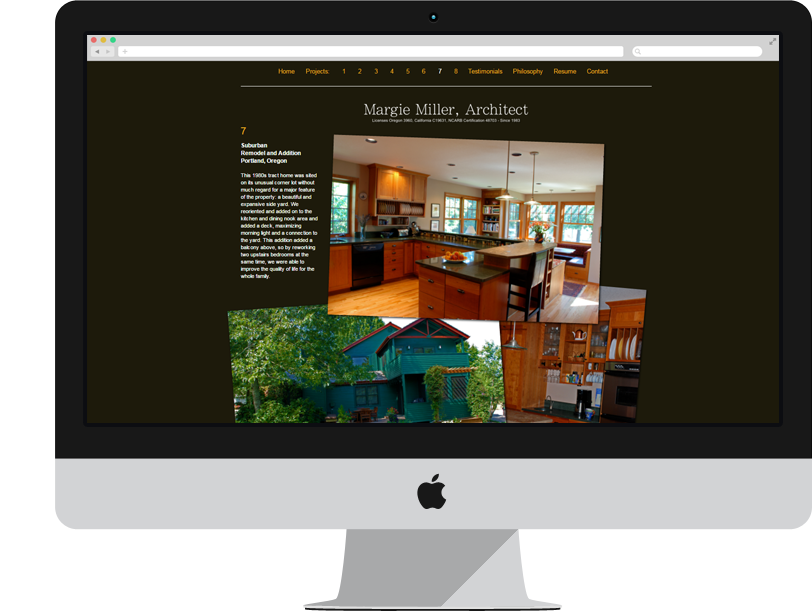 Home Projects: 1 2 3 4 5 6 7 8 Testimonials Philosophy Resume Contact
Margie Miller, Architect
Licenses Oregon 3960, California C19631, NCARB Certification 48703 - Since 1983
7
Suburban
Remodel and Addition
Portland, Oregon
This 1980s tract home was sited
on its unusual corner lot without
much regard for a major feature
of the property: a beautiful and
expansive side yard. We
reoriented and added on to the
kitchen and dining nook area and
added a deck, maximizing
morning light and a connection to
the yard. This addition added a
balcony above, so by reworking
two upstairs bedrooms at the
same time, we were able to
improve the quality of life for the
whole family.